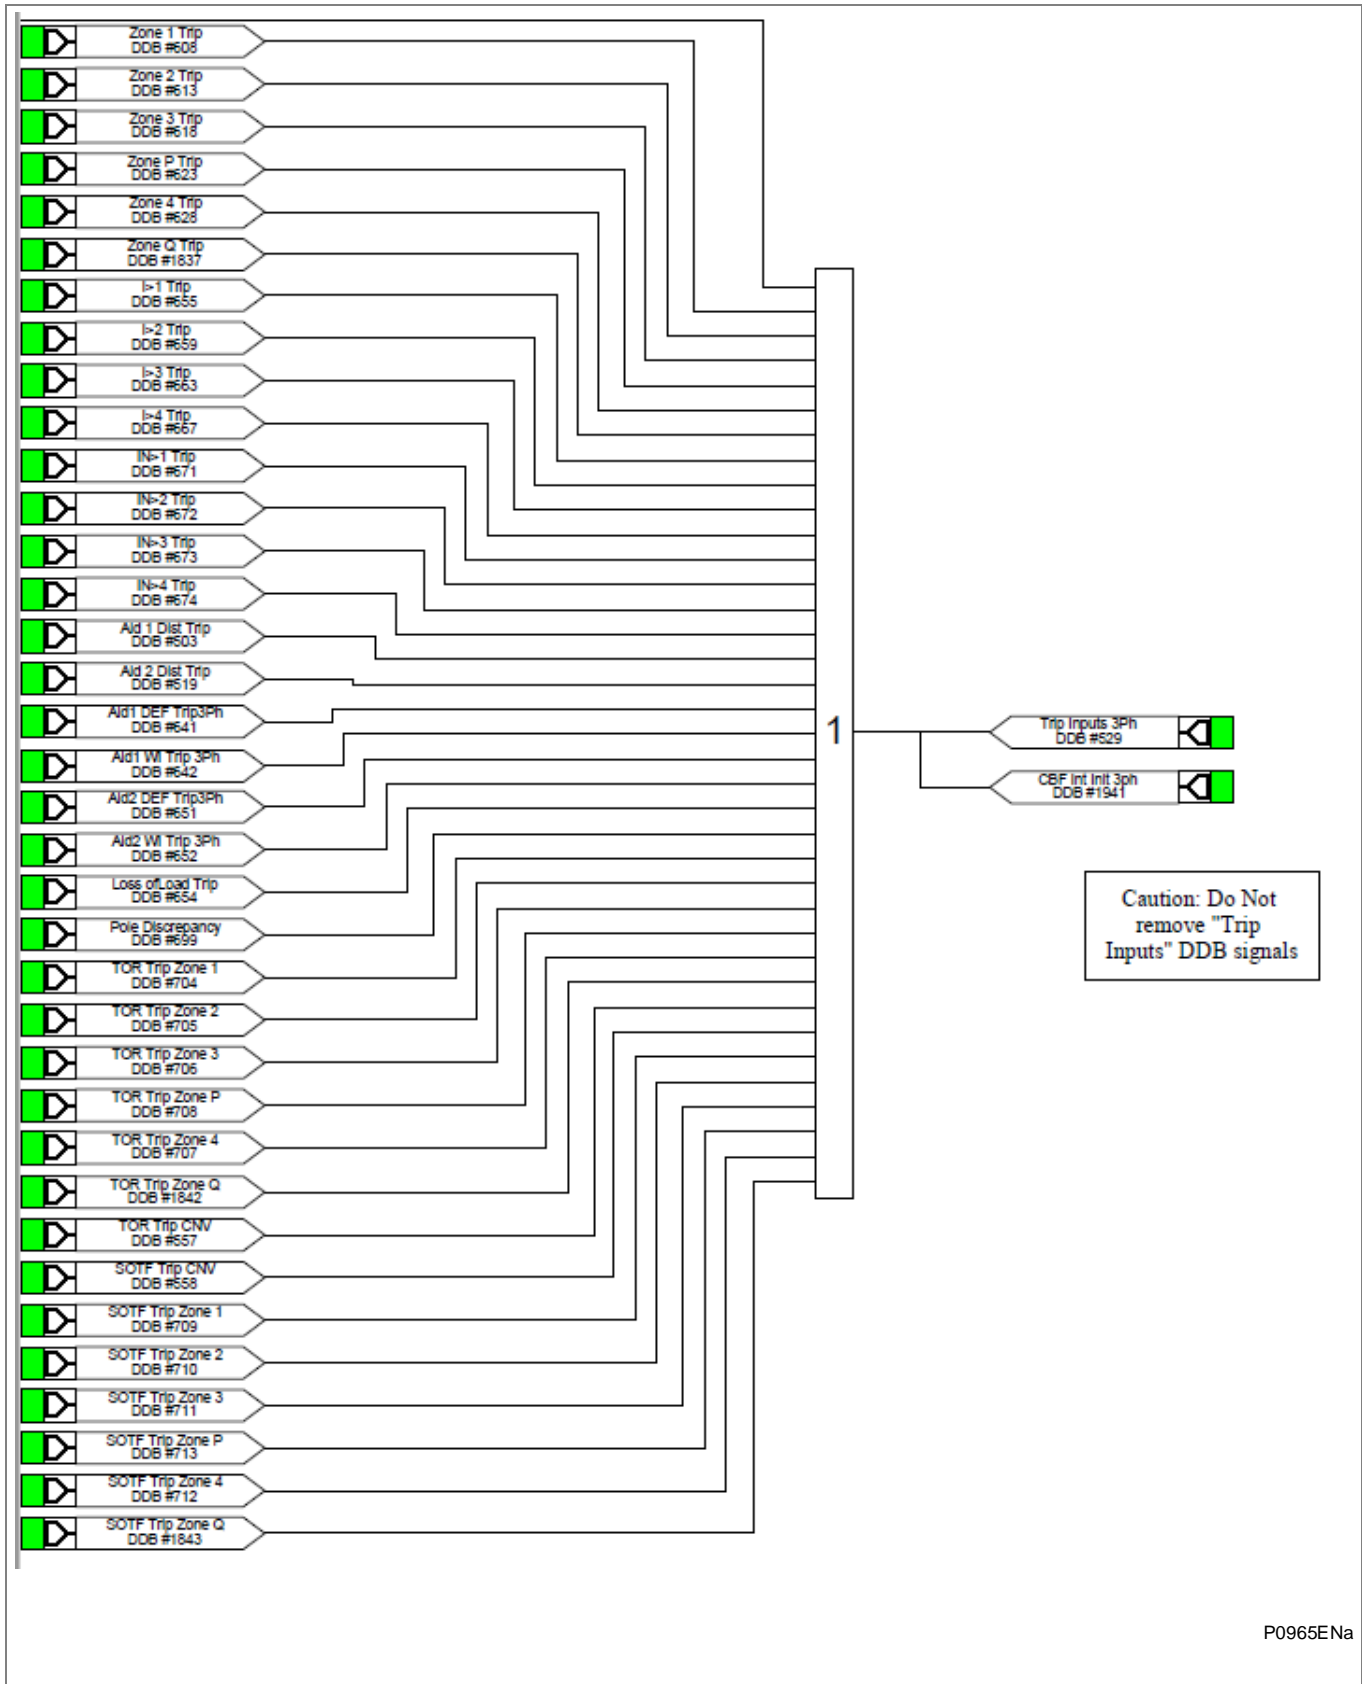 Zone 1 Trip
DDB #608
Zone 2 Trip
DDB #613
Zone 3 Trip
DDB #618
Zone P Trip
DDB #623
Zone 4 Trip
DDB #628
Zone Q Trip
DDB #1837
I>1 Trip
DDB #655
I>2 Trip
DDB #659
I>3 Trip
DDB #663
I>4 Trip
DDB #667
IN>1 Trip
DDB #671
IN>2 Trip
DDB #672
IN>3 Trip
DDB #673
IN>4 Trip
DDB #674
Aid 1 Dist Trip
DDB #503
Aid 2 Dist Trip
DDB #519
Aid1 DEF Trip3Ph
DDB #641
Aid1 WI Trip 3Ph
DDB #642
Aid2 DEF Trip3Ph
DDB #651
Aid2 WI Trip 3Ph
DDB #652
Loss ofLoad Trip
DDB #654
Pole Discrepancy
DDB #699
TOR Trip Zone 1
DDB #704
TOR Trip Zone 2
DDB #705
TOR Trip Zone 3
DDB #706
TOR Trip Zone P
DDB #708
TOR Trip Zone 4
DDB #707
TOR Trip Zone Q
DDB #1842
TOR Trip CNV
DDB #557
SOTF Trip CNV
DDB #558
SOTF Trip Zone 1
DDB #709
SOTF Trip Zone 2
DDB #710
SOTF Trip Zone 3
DDB #711
SOTF Trip Zone P
DDB #713
SOTF Trip Zone 4
DDB #712
SOTF Trip Zone Q
DDB #1843
1
Trip Inputs 3Ph
DDB #529
CBF Int Init 3ph
DDB #1941
Caution: Do Not
remove "Trip
Inputs" DDB signals
P0965ENa